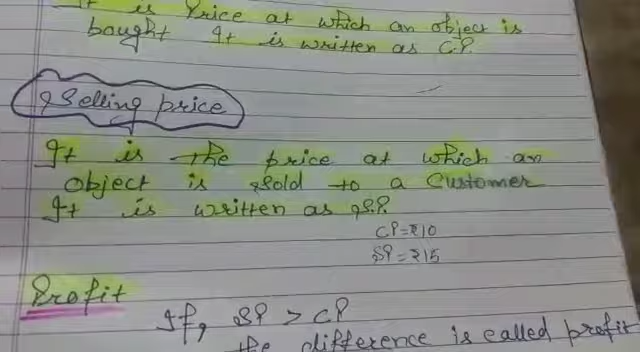 It is Price at which an object is
bought It is written as C.P.
Selling price
It is the price at which an
object is sold to a Customer
It is written as S.P.
CP=₹10
SP=₹15
Profit
If, SP > CP
the difference is called profit